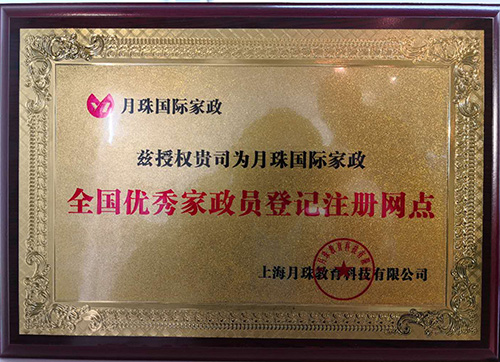 月珠国际家政
兹授权贵司为月珠国际家政
全国优秀家政员登记注册网点
上海月珠教育科技有限公司